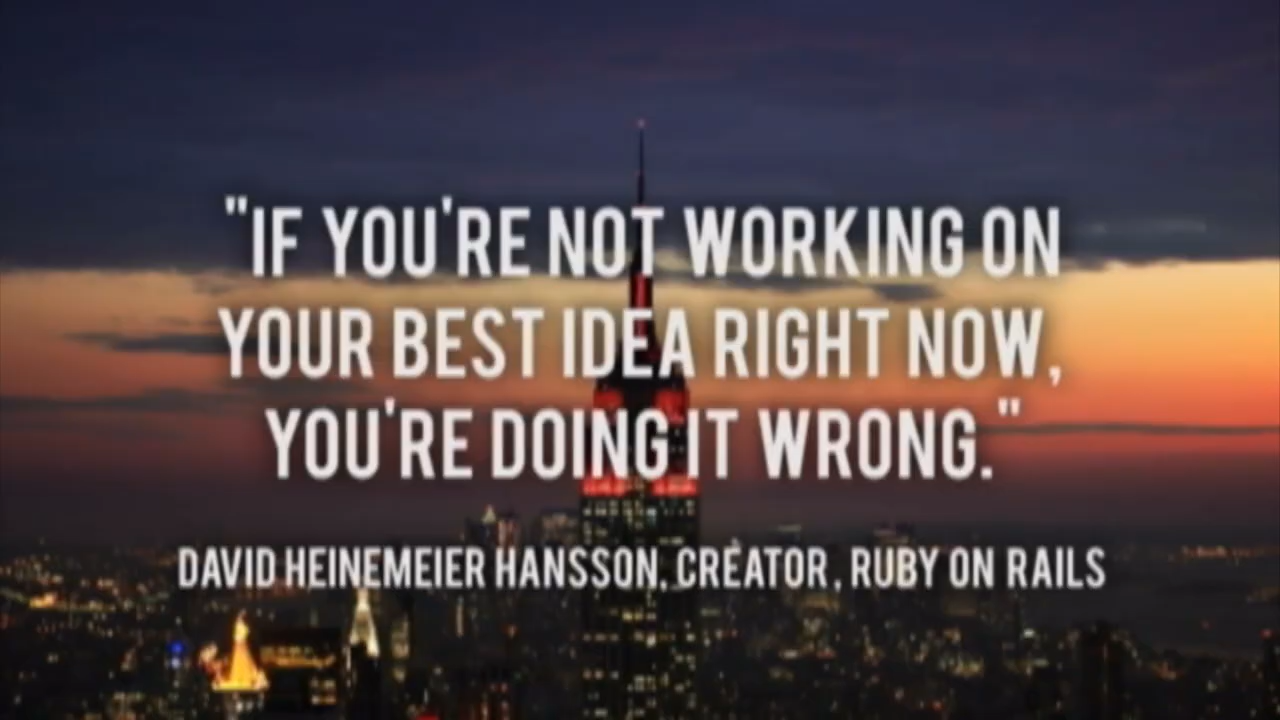 "IF YOU'RE NOT WORKING ON
YOUR BEST IDEA RIGHT NOW,
YOU'RE DOING IT WRONG."
DAVID HEINEMEIER HANSSON, CREATOR, RUBY ON RAILS